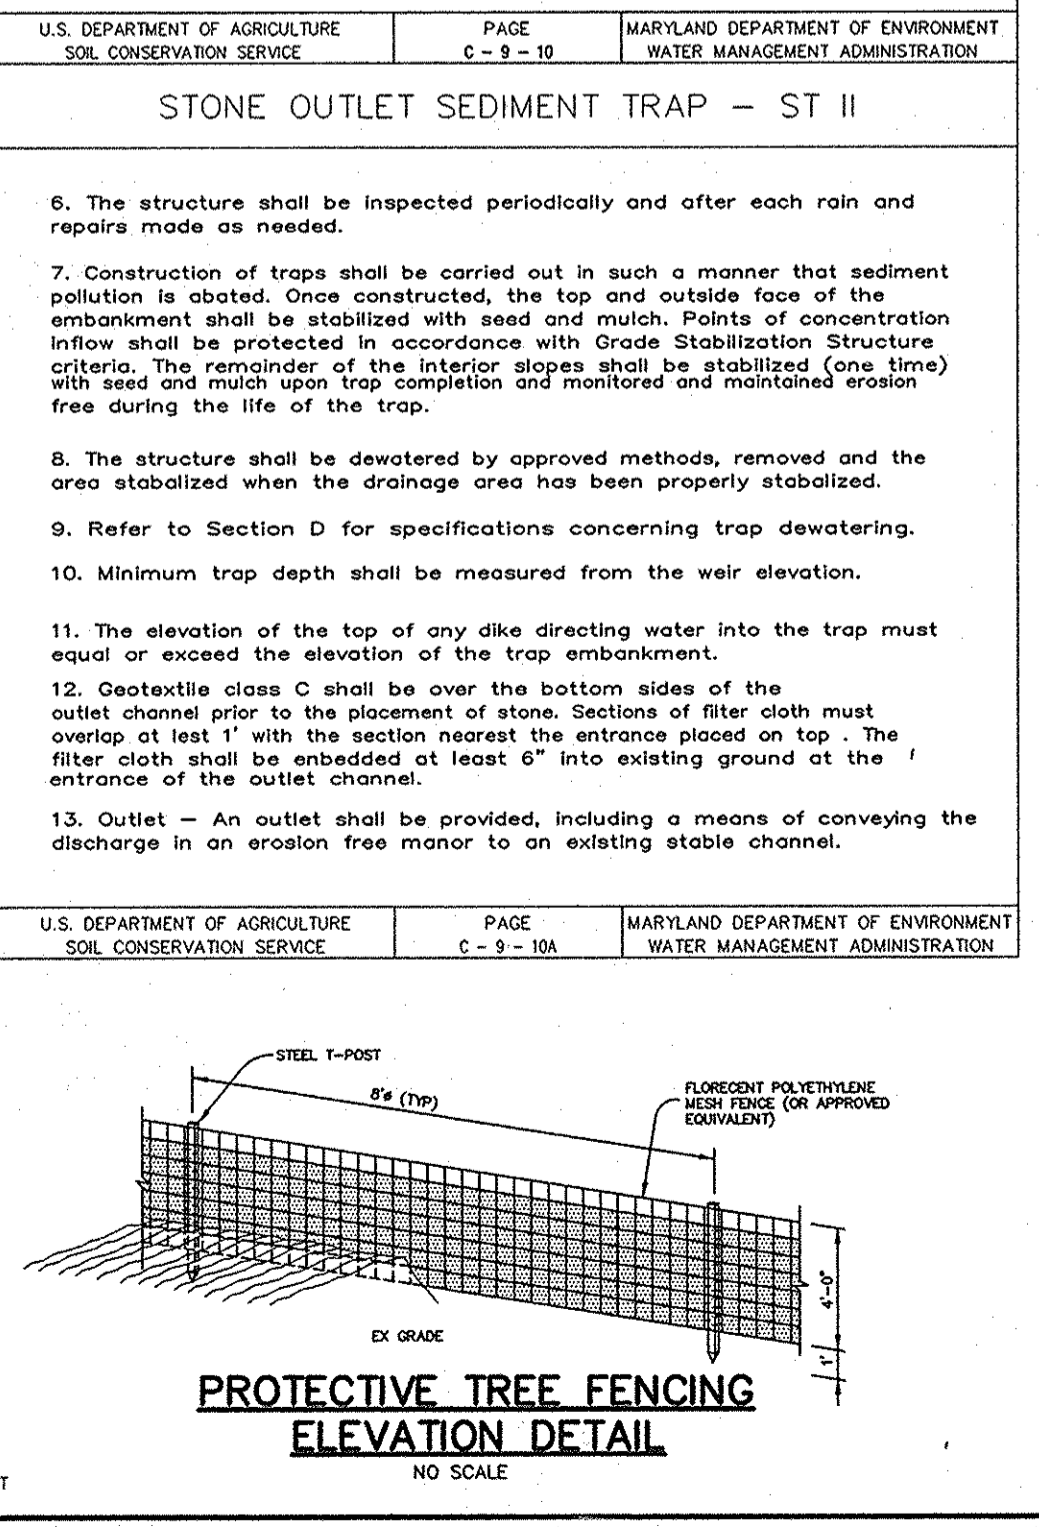 U.S. DEPARTMENT OF AGRICULTURE
SOIL CONSERVATION SERVICE
PAGE
C - 9 - 10
MARYLAND DEPARTMENT OF ENVIRONMENT
WATER MANAGEMENT ADMINISTRATION
STONE OUTLET SEDIMENT TRAP — ST II
6. The structure shall be inspected periodically and after each rain and
repairs made as needed.
7. Construction of traps shall be carried out in such a manner that sediment
pollution is abated. Once constructed, the top and outside face of the
embankment shall be stabilized with seed and mulch. Points of concentration
inflow shall be protected in accordance with Grade Stabilization Structure
criteria. The remainder of the interior slopes shall be stabilized (one time)
with seed and mulch upon trap completion and monitored and maintained erosion
free during the life of the trap.
8. The structure shall be dewatered by approved methods, removed and the
area stabalized when the drainage area has been properly stabalized.
9. Refer to Section D for specifications concerning trap dewatering.
10. Minimum trap depth shall be measured from the weir elevation.
11. The elevation of the top of any dike directing water into the trap must
equal or exceed the elevation of the trap embankment.
12. Geotextile class C shall be over the bottom sides of the
outlet channel prior to the placement of stone. Sections of filter cloth must
overlap at lest 1' with the section nearest the entrance placed on top . The
filter cloth shall be enbedded at least 6" into existing ground at the
entrance of the outlet channel.
13. Outlet — An outlet shall be provided, including a means of conveying the
discharge in an erosion free manor to an existing stable channel.
U.S. DEPARTMENT OF AGRICULTURE
SOIL CONSERVATION SERVICE
PAGE
C - 9 - 10A
MARYLAND DEPARTMENT OF ENVIRONMENT
WATER MANAGEMENT ADMINISTRATION
STEEL T-POST
(TYP)
FLORECENT POLYETHYLENE
MESH FENCE (OR APPROVED
EQUIVALENT)
4'-0"
1'
EX GRADE
PROTECTIVE TREE FENCING
ELEVATION DETAIL
NO SCALE
T